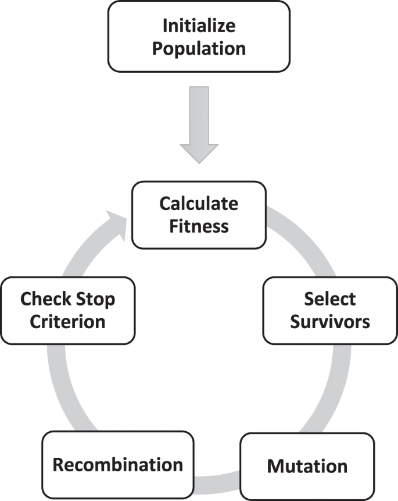 Initialize
Population
Calculate
Fitness
Select
Survivors
Mutation
Recombination
Check Stop
Criterion